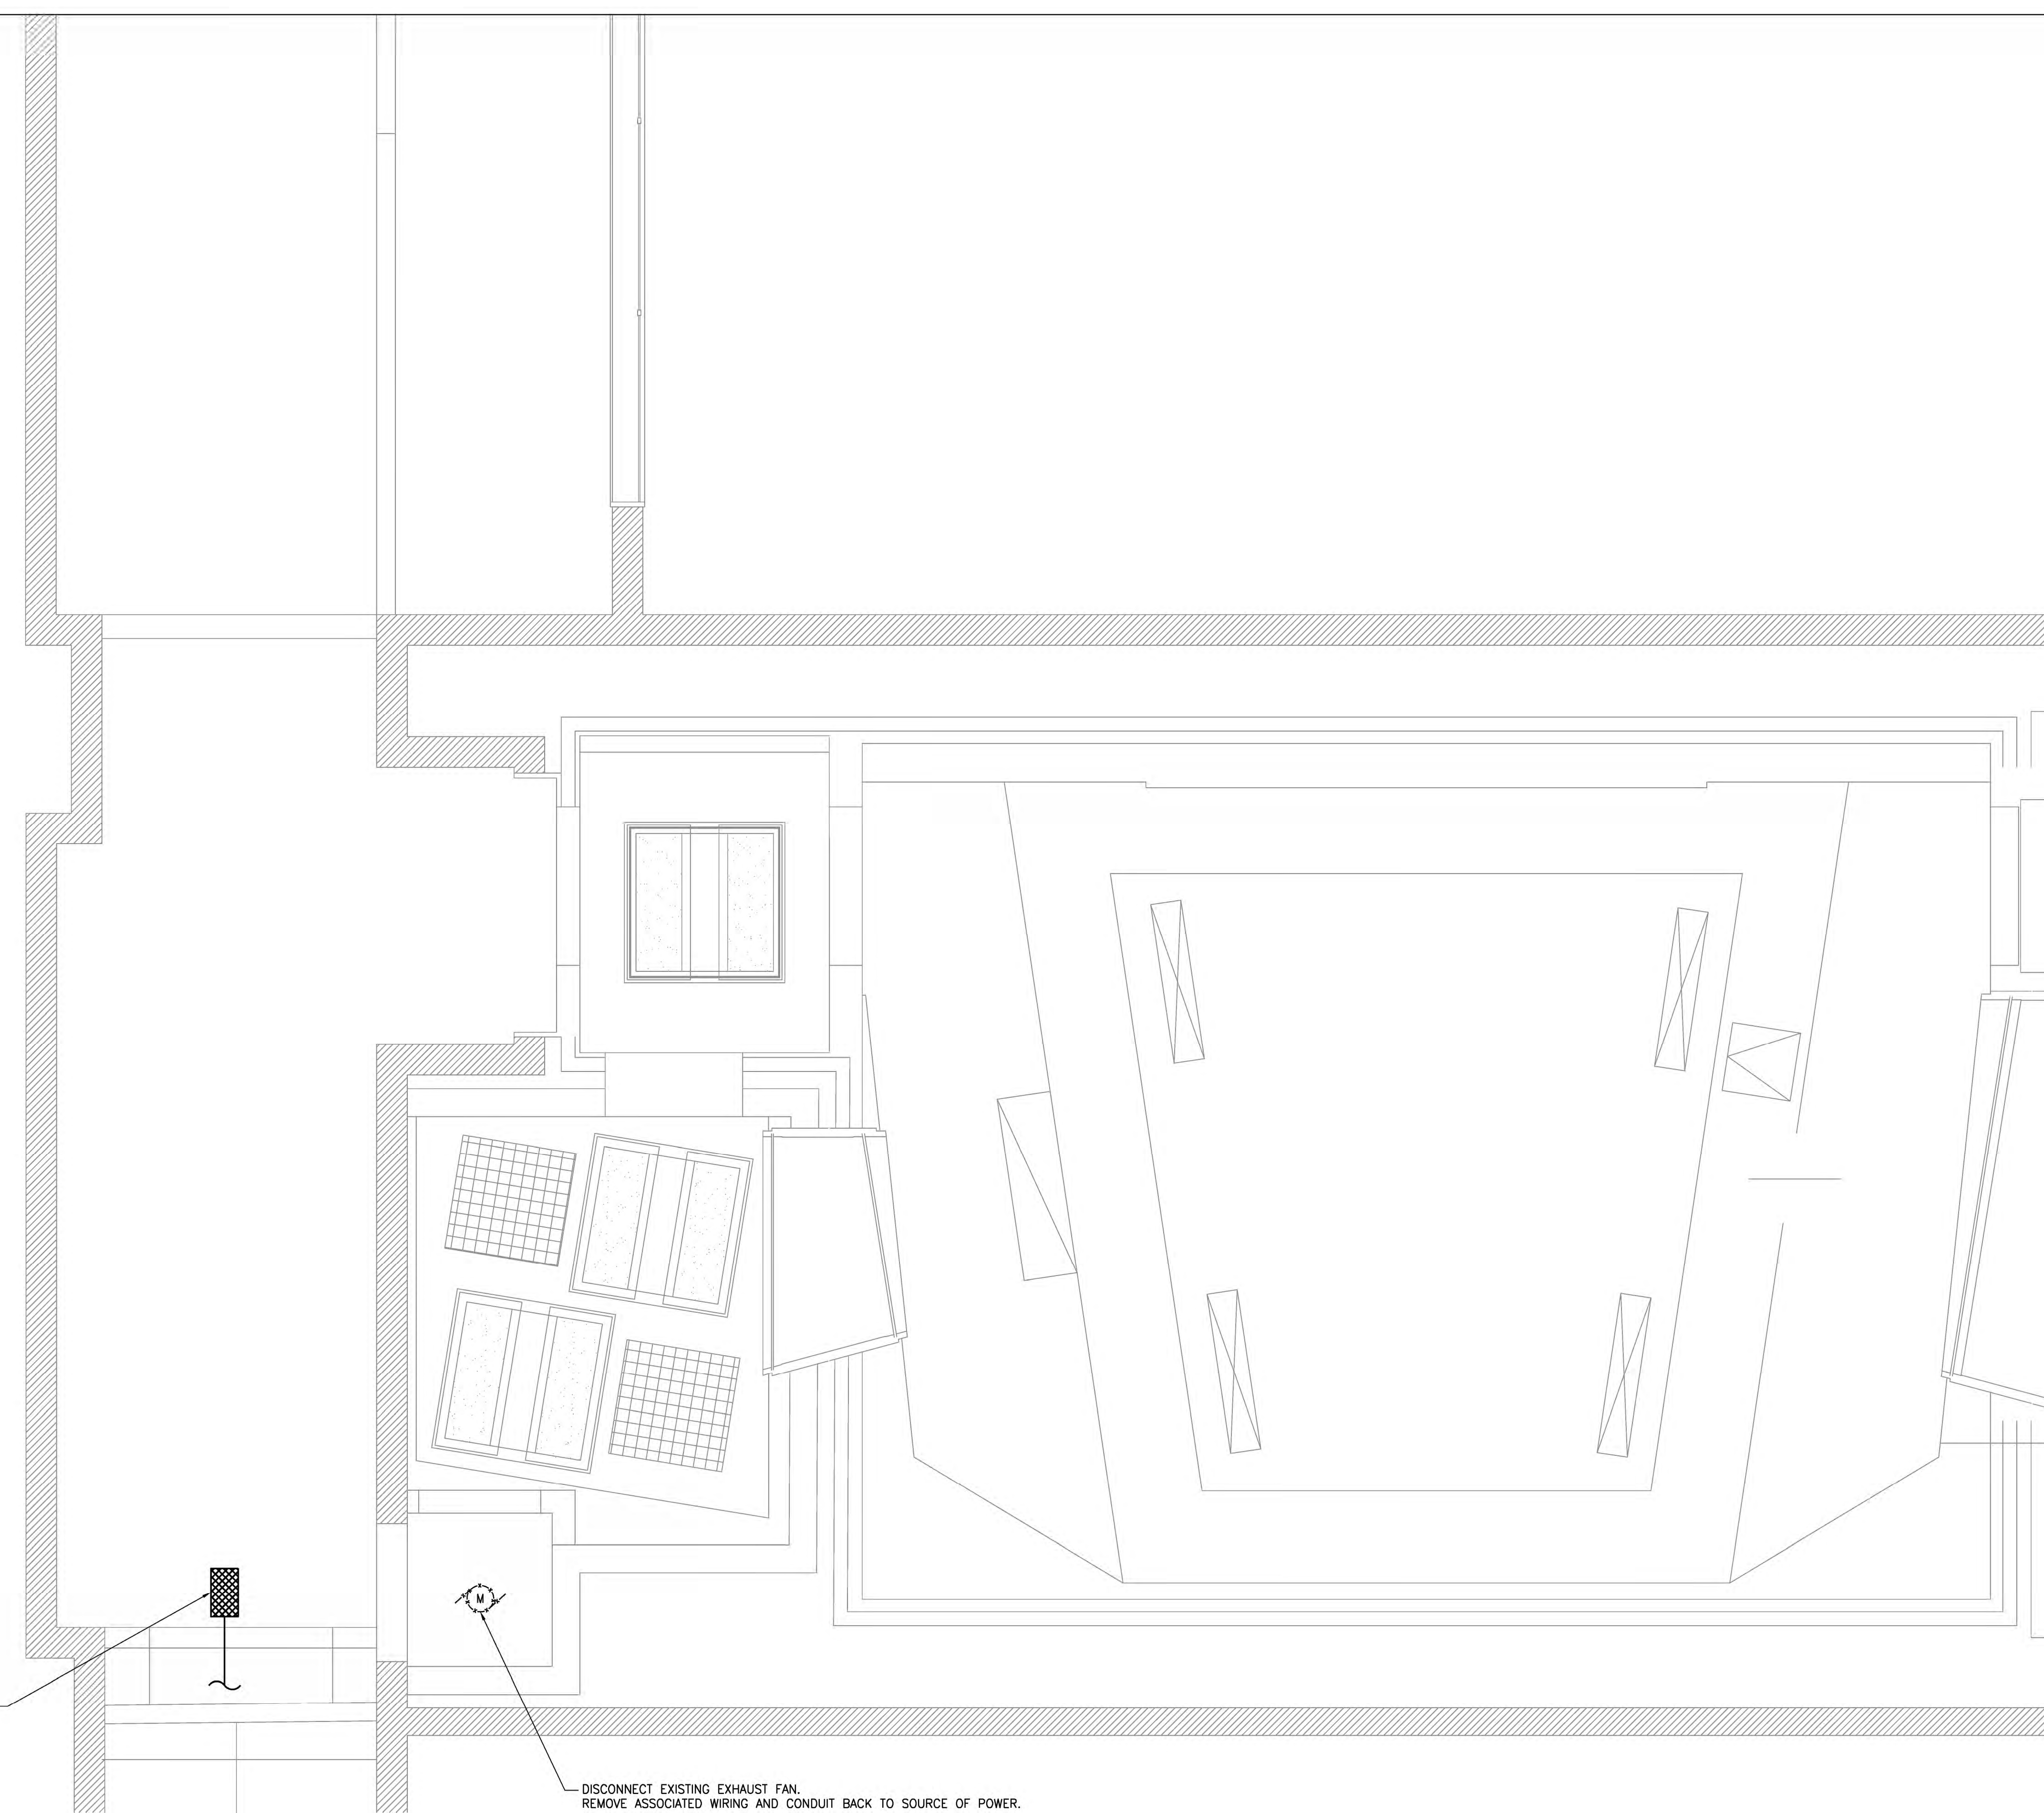 M
DISCONNECT EXISTING EXHAUST FAN.
REMOVE ASSOCIATED WIRING AND CONDUIT BACK TO SOURCE OF POWER.